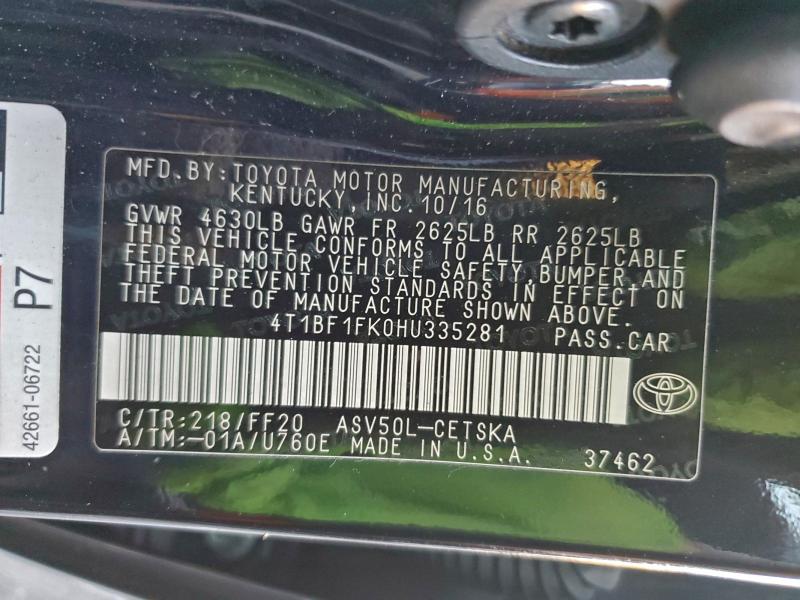 MFD. BY: TOYOTA MOTOR MANUFACTURING,
KENTUCKY, INC. 10/16
GVWR 4630LB GAWR FR 2625LB RR 2625LB
THIS VEHICLE CONFORMS TO ALL APPLICABLE
FEDERAL MOTOR VEHICLE SAFETY, BUMPER, AND
THEFT PREVENTION STANDARDS IN EFFECT ON
THE DATE OF MANUFACTURE SHOWN ABOVE.
4T1BF1FK0HU335281 PASS. CAR
C/TR:218/FF20 ASV50L-CETSKA
A/TM:-01A/U760E MADE IN U.S.A. 37462
P7
42661-06722